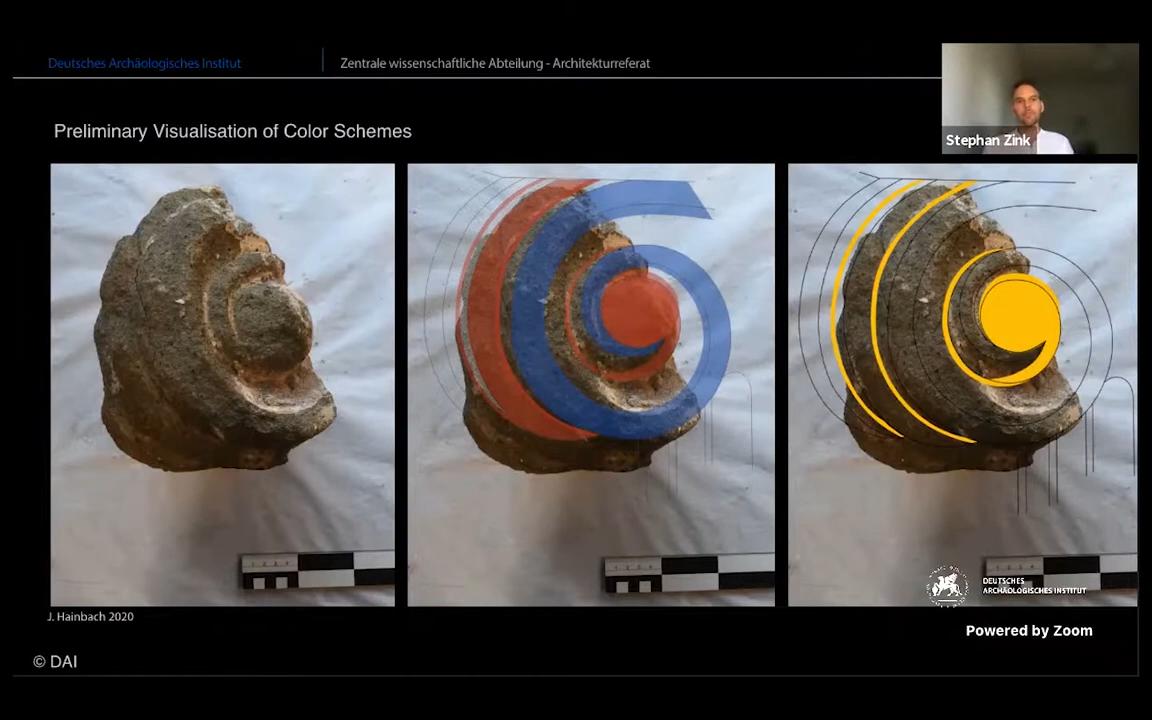 Deutsches Archäologisches Institut
Zentrale wissenschaftliche Abteilung - Architekturreferat
Stephan Zink
Preliminary Visualisation of Color Schemes
DEUTSCHES
ARCHÄOLOGISCHES INSTITUT
J. Hainbach 2020
Powered by Zoom
© DAI